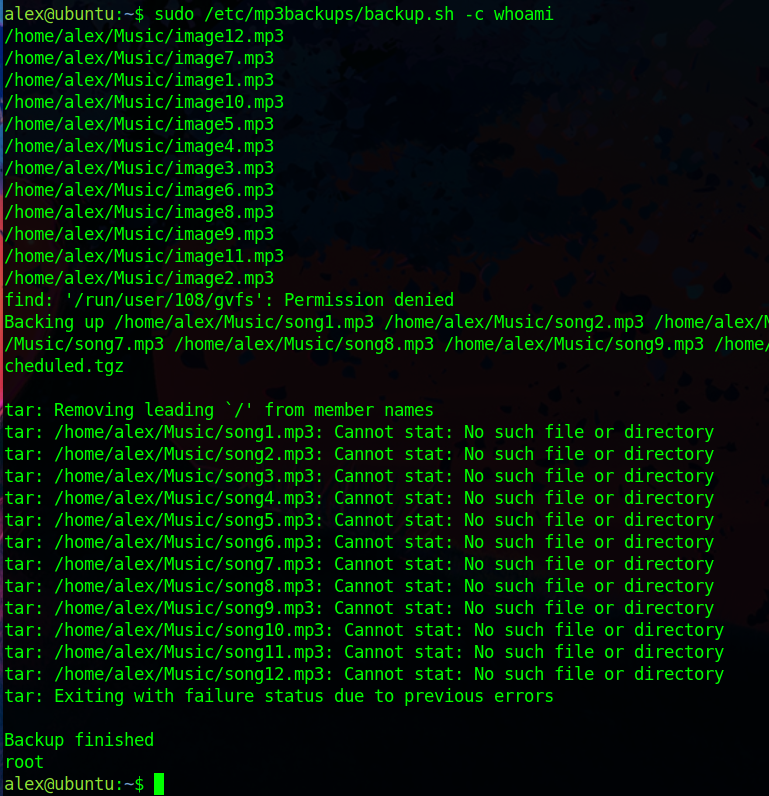 alex@ubuntu:~$ sudo /etc/mp3backups/backup.sh -c whoami
/home/alex/Music/image12.mp3
/home/alex/Music/image7.mp3
/home/alex/Music/image1.mp3
/home/alex/Music/image10.mp3
/home/alex/Music/image5.mp3
/home/alex/Music/image4.mp3
/home/alex/Music/image3.mp3
/home/alex/Music/image6.mp3
/home/alex/Music/image8.mp3
/home/alex/Music/image9.mp3
/home/alex/Music/image11.mp3
/home/alex/Music/image2.mp3
find: '/run/user/108/gvfs': Permission denied
Backing up /home/alex/Music/song1.mp3 /home/alex/Music/song2.mp3 /home/alex/M
/Music/song7.mp3 /home/alex/Music/song8.mp3 /home/alex/Music/song9.mp3 /home/
cheduled.tgz

tar: Removing leading `/' from member names
tar: /home/alex/Music/song1.mp3: Cannot stat: No such file or directory
tar: /home/alex/Music/song2.mp3: Cannot stat: No such file or directory
tar: /home/alex/Music/song3.mp3: Cannot stat: No such file or directory
tar: /home/alex/Music/song4.mp3: Cannot stat: No such file or directory
tar: /home/alex/Music/song5.mp3: Cannot stat: No such file or directory
tar: /home/alex/Music/song6.mp3: Cannot stat: No such file or directory
tar: /home/alex/Music/song7.mp3: Cannot stat: No such file or directory
tar: /home/alex/Music/song8.mp3: Cannot stat: No such file or directory
tar: /home/alex/Music/song9.mp3: Cannot stat: No such file or directory
tar: /home/alex/Music/song10.mp3: Cannot stat: No such file or directory
tar: /home/alex/Music/song11.mp3: Cannot stat: No such file or directory
tar: /home/alex/Music/song12.mp3: Cannot stat: No such file or directory
tar: Exiting with failure status due to previous errors

Backup finished
root
alex@ubuntu:~$